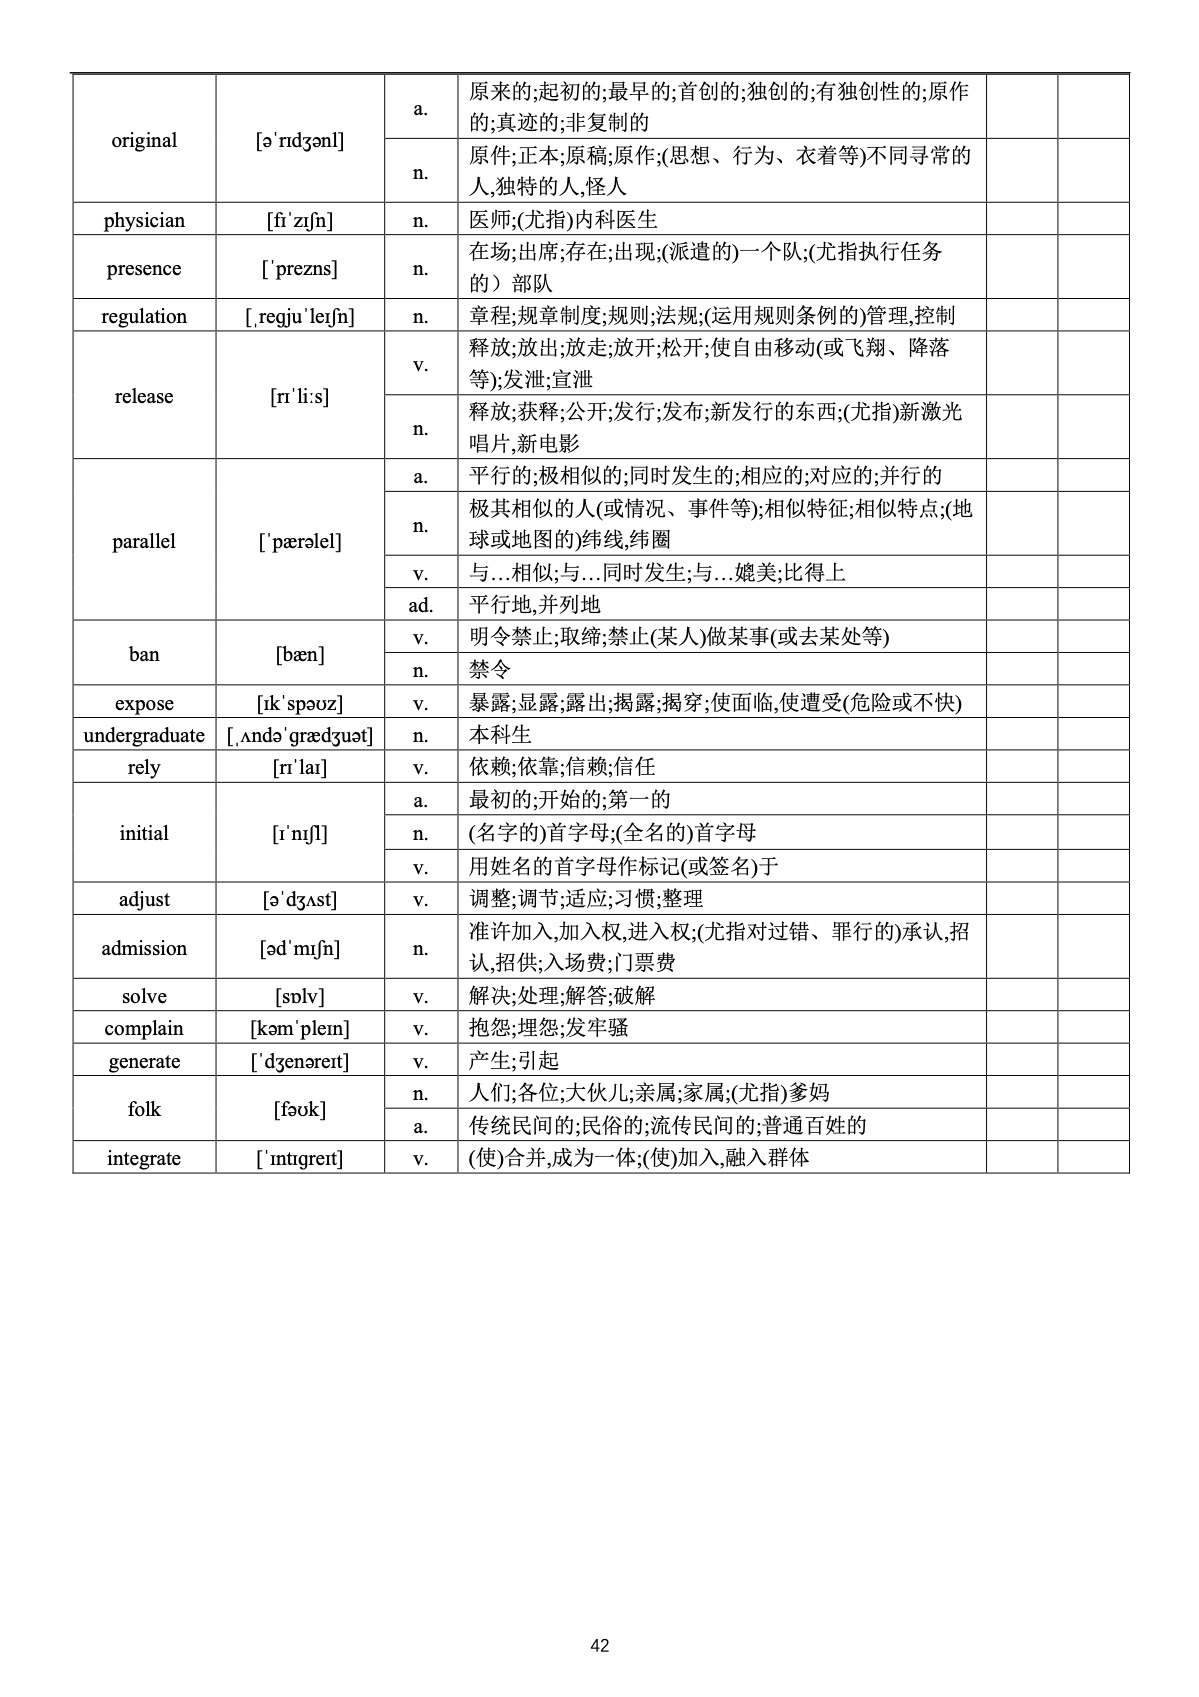 original [əˈrɪdʒənl] a. 原来的;起初的;最早的;首创的;独创的;有独创性的;原作
的;真迹的;非复制的
n. 原件;正本;原稿;原作;(思想、行为、衣着等)不同寻常的
人,独特的人,怪人
physician [fɪˈzɪʃn] n. 医师;(尤指)内科医生
presence [ˈprezns] n. 在场;出席;存在;出现;(派遣的)一个队;(尤指执行任务
的）部队
regulation [ˌreɡjuˈleɪʃn] n. 章程;规章制度;规则;法规;(运用规则条例的)管理,控制
release [rɪˈliːs] v. 释放;放出;放走;放开;松开;使自由移动(或飞翔、降落
等);发泄;宣泄
n. 释放;获释;公开;发行;发布;新发行的东西;(尤指)新激光
唱片,新电影
parallel [ˈpærəlel] a. 平行的;极相似的;同时发生的;相应的;对应的;并行的
n. 极其相似的人(或情况、事件等);相似特征;相似特点;(地
球或地图的)纬线,纬圈
v. 与…相似;与…同时发生;与…媲美;比得上
ad. 平行地,并列地
ban [bæn] v. 明令禁止;取缔;禁止(某人)做某事(或去某处等)
n. 禁令
expose [ɪkˈspəʊz] v. 暴露;显露;露出;揭露;揭穿;使面临,使遭受(危险或不快)
undergraduate [ˌʌndəˈɡrædʒuət] n. 本科生
rely [rɪˈlaɪ] v. 依赖;依靠;信赖;信任
initial [ɪˈnɪʃl] a. 最初的;开始的;第一的
n. (名字的)首字母;(全名的)首字母
v. 用姓名的首字母作标记(或签名)于
adjust [əˈdʒʌst] v. 调整;调节;适应;习惯;整理
admission [ədˈmɪʃn] n. 准许加入,加入权,进入权;(尤指对过错、罪行的)承认,招
认,招供;入场费;门票费
solve [sɒlv] v. 解决;处理;解答;破解
complain [kəmˈpleɪn] v. 抱怨;埋怨;发牢骚
generate [ˈdʒenəreɪt] v. 产生;引起
folk [fəʊk] n. 人们;各位;大伙儿;亲属;家属;(尤指)爹妈
a. 传统民间的;民俗的;流传民间的;普通百姓的
integrate [ˈɪntɪɡreɪt] v. (使)合并,成为一体;(使)加入,融入群体
42